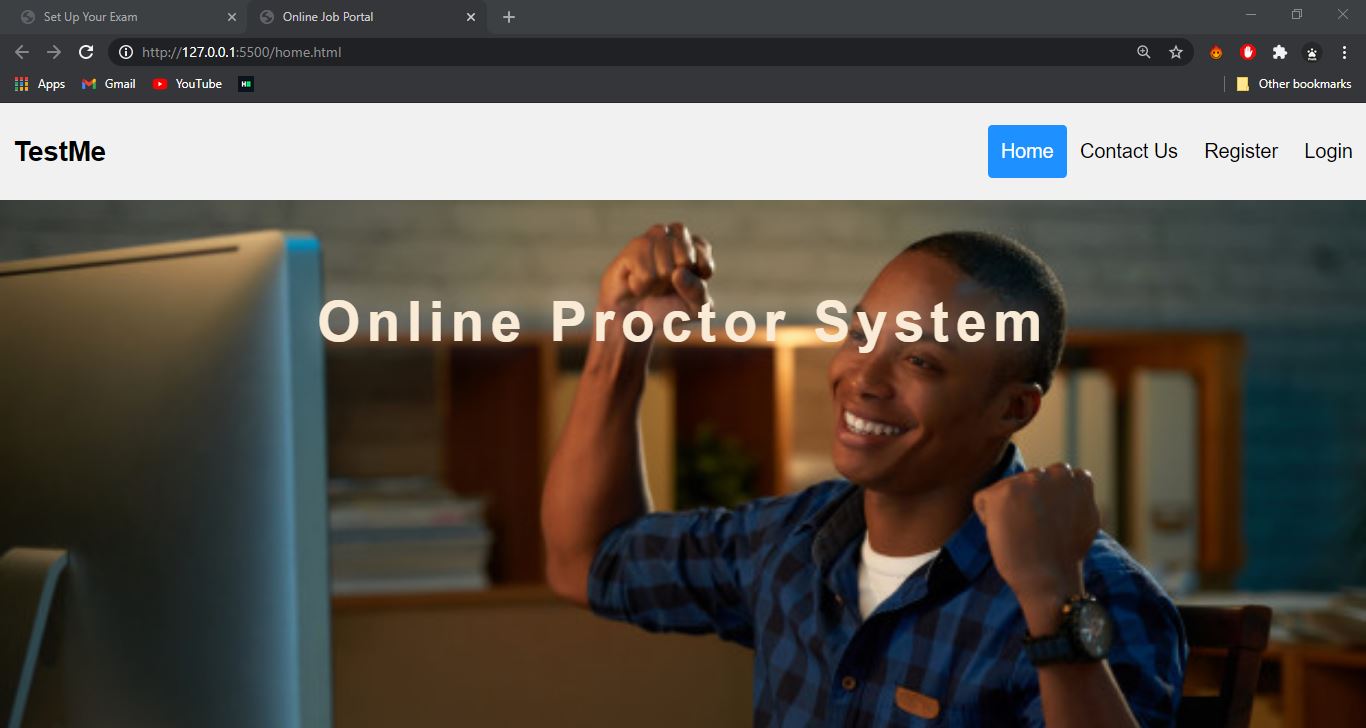 Set Up Your Exam
Online Job Portal
http://127.0.0.1:5500/home.html
Apps
Gmail
YouTube
Other bookmarks
TestMe
Home
Contact Us
Register
Login
Online Proctor System